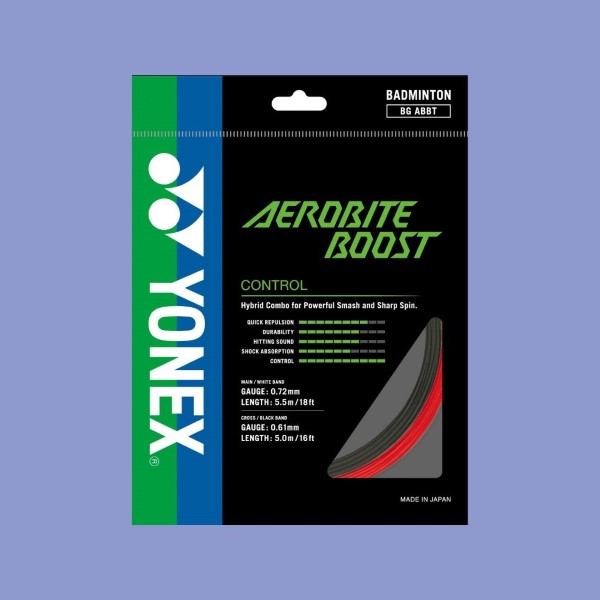 YONEX®
BADMINTON
BG ABBT
AEROBITE
BOOST
CONTROL
Hybrid Combo for Powerful Smash and Sharp Spin.
QUICK REPULSION
DURABILITY
HITTING SOUND
SHOCK ABSORPTION
CONTROL
MAIN / WHITE BAND
GAUGE: 0.72mm
LENGTH: 5.5m/18ft
CROSS / BLACK BAND
GAUGE: 0.61mm
LENGTH: 5.0m/16ft
MADE IN JAPAN